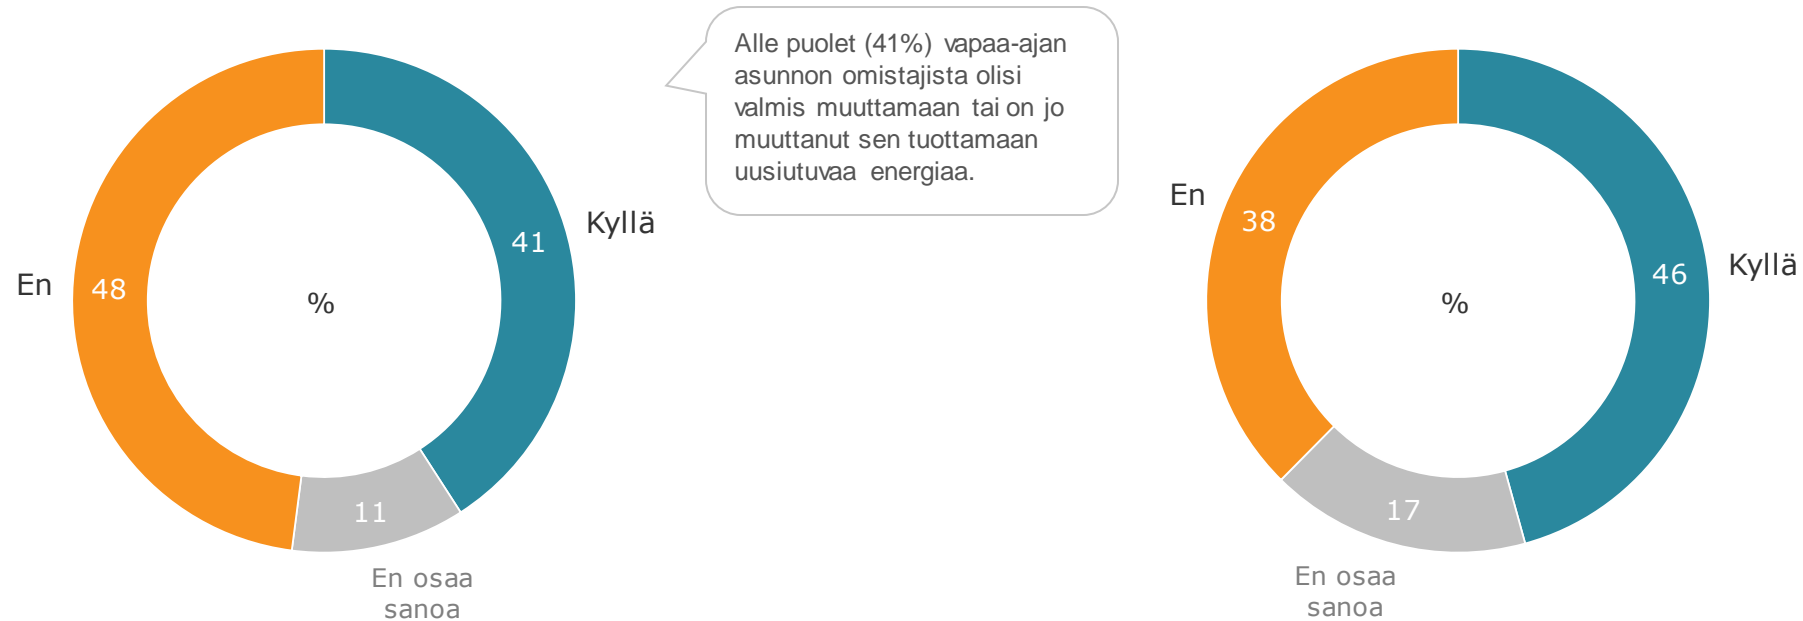 Alle puolet (41%) vapaa-ajan
asunnon omistajista olisi
valmis muuttamaan tai on jo
muuttanut sen tuottamaan
uusiutuvaa energiaa.
Kyllä
41
En
48
%
11
En osaa
sanoa
En
38
46
Kyllä
%
17
En osaa
sanoa